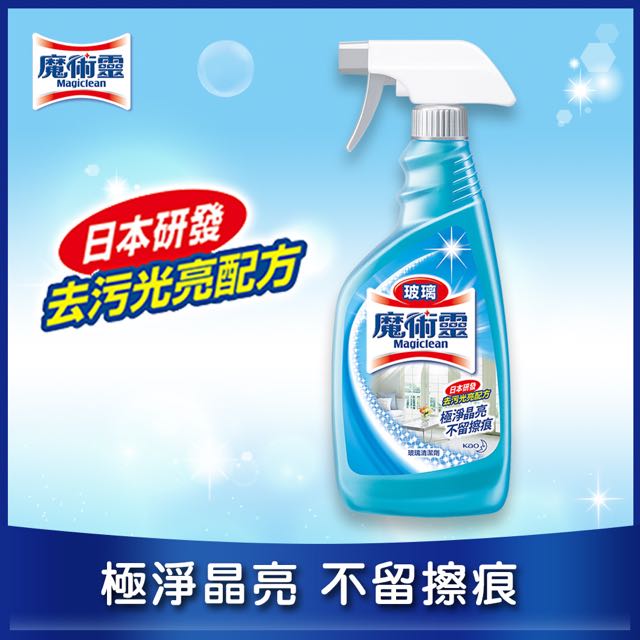 魔術靈
Magiclean
日本研發
去污光亮配方
玻璃
魔術靈
Magiclean
日本研發
去污光亮配方
極淨晶亮
不留擦痕
Kao
玻璃清潔劑
極淨晶亮 不留擦痕